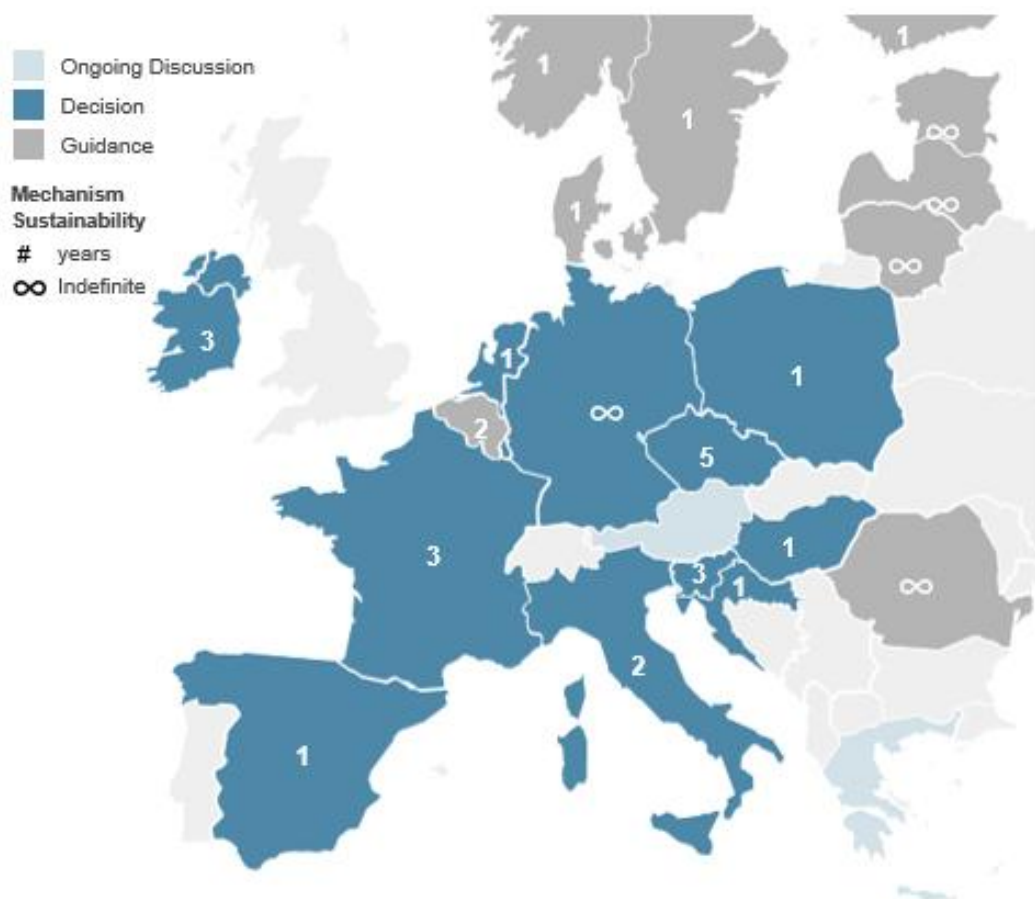 Ongoing Discussion
Decision
Guidance
Mechanism
Sustainability
# years
∞ Indefinite
1
1
1
1
∞
∞
∞
3
1
∞
1
2
5
3
1
3
1
∞
2
1